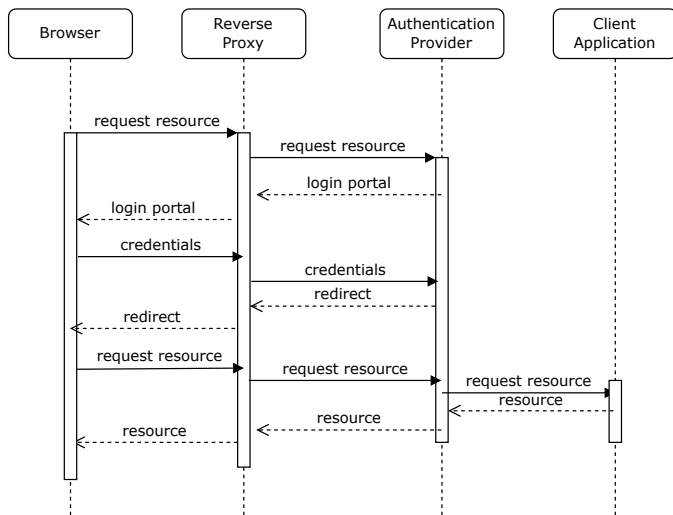 Browser
Reverse
Proxy
Authentication
Provider
Client
Application
request resource
request resource
login portal
login portal
credentials
credentials
redirect
redirect
request resource
request resource
request resource
resource
resource
resource